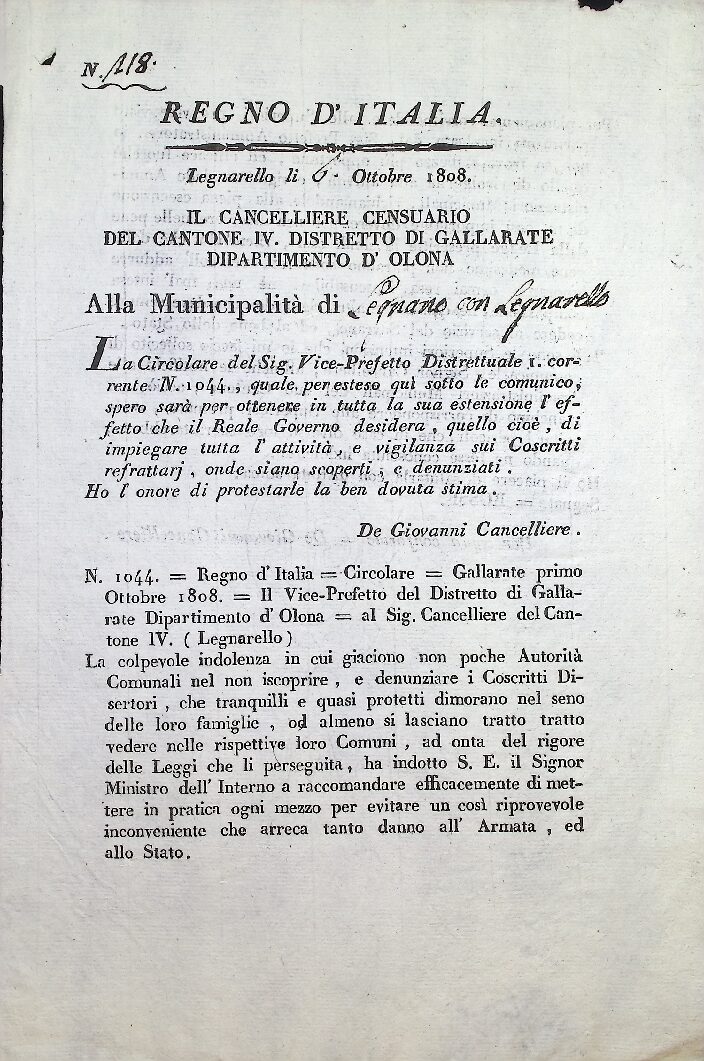 N. 118.
REGNO D' ITALIA.
Legnarello li 6. Ottobre 1808.
IL CANCELLIERE CENSUARIO
DEL CANTONE IV. DISTRETTO DI GALLARATE
DIPARTIMENTO D' OLONA
Alla Municipalità di Legnano con Legnarello
La Circolare del Sig. Vice-Prefetto Distrettuale 1. cor-
rente N. 1044., quale per esteso quì sotto le comunico,
spero sarà per ottenere in tutta la sua estensione l' ef-
fetto che il Reale Governo desidera, quello cioè, di
impiegare tutta l' attività, e vigilanza sui Coscritti
refrattarj, onde siano scoperti, e denunziati.
Ho l' onore di protestarle la ben dovuta stima.
De Giovanni Cancelliere.
N. 1044. = Regno d' Italia = Circolare = Gallarate primo
Ottobre 1808. = Il Vice-Prefetto del Distretto di Galla-
rate Dipartimento d' Olona = al Sig. Cancelliere del Can-
tone IV. ( Legnarello )
La colpevole indolenza in cui giaciono non poche Autorità
Comunali nel non iscoprire, e denunziare i Coscritti Di-
sertori, che tranquilli e quasi protetti dimorano nel seno
delle loro famiglie, od almeno si lasciano tratto tratto
vedere nelle rispettive loro Comuni, ad onta del rigore
delle Leggi che li perseguita, ha indotto S. E. il Signor
Ministro dell' Interno a raccomandare efficacemente di met-
tere in pratica ogni mezzo per evitare un così riprovevole
inconveniente che arreca tanto danno all' Armata, ed
allo Stato.